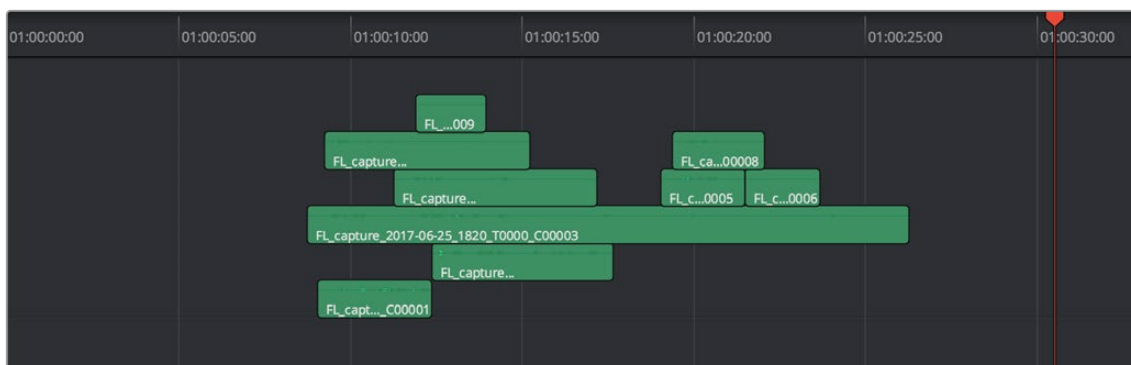 01:00:00:00 01:00:05:00 01:00:10:00 01:00:15:00 01:00:20:00 01:00:25:00 01:00:30:00
FL_...009
FL_capture...
FL_ca...00008
FL_capture...
FL_c...0005
FL_c...0006
FL_capture_2017-06-25_1820_T0000_C00003
FL_capture...
FL_capt..._C00001